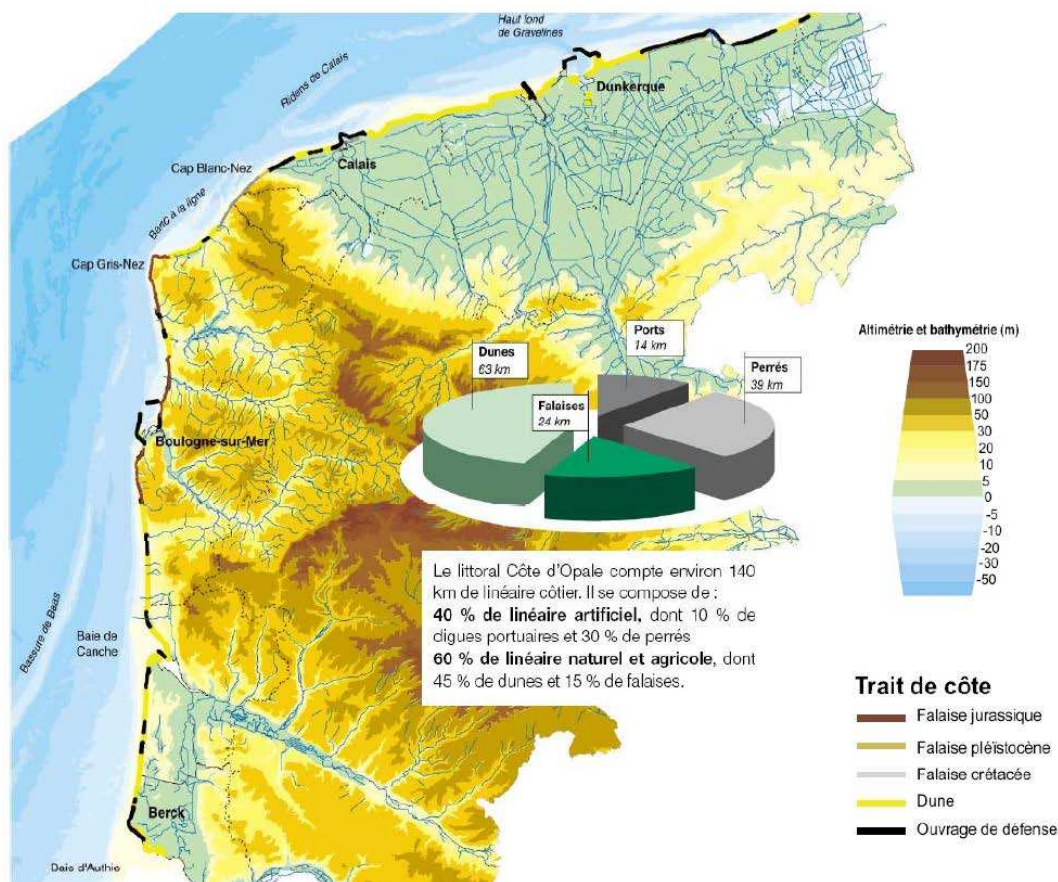 Haut fond
de Gravelines
Ridens de Calais
Dunkerque
Calais
Cap Blanc-Nez
Banc à la ligne
Cap Gris-Nez
Boulogne-sur-Mer
Bassure de Baas
Baie de
Canche
Berck
Baie d'Authie
Dunes
63 km
Ports
14 km
Falaises
24 km
Perrés
39 km
Le littoral Côte d'Opale compte environ 140
km de linéaire côtier. Il se compose de :
40 % de linéaire artificiel, dont 10 % de
digues portuaires et 30 % de perrés
60 % de linéaire naturel et agricole, dont
45 % de dunes et 15 % de falaises.
Altimétrie et bathymétrie (m)
200
175
150
100
50
30
20
10
5
0
-5
-10
-20
-30
-50
Trait de côte
Falaise jurassique
Falaise pléïstocène
Falaise crétacée
Dune
Ouvrage de défense